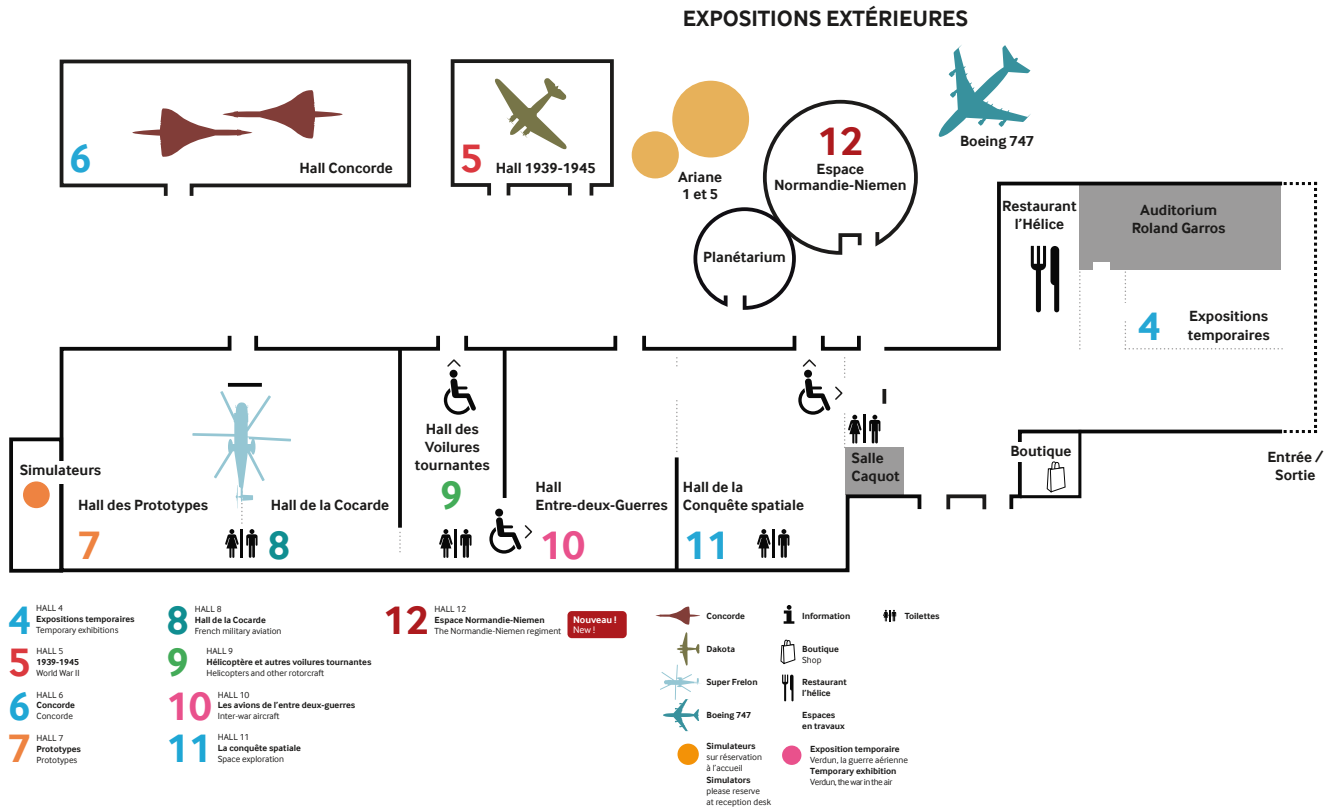 EXPOSITIONS EXTÉRIEURES
6
Hall Concorde
5
Hall 1939-1945
Ariane
1 et 5
12
Espace
Normandie-Niemen
Boeing 747
Planétarium
Restaurant
l'Hélice
Auditorium
Roland Garros
4
Expositions
temporaires
Simulateurs
Hall des Prototypes
7
Hall de la Cocarde
8
Hall des
Voilures
tournantes
9
Hall
Entre-deux-Guerres
10
Hall de la
Conquête spatiale
11
Salle
Caquot
Boutique
Entrée /
Sortie
4
HALL 4
Expositions temporaires
Temporary exhibitions
5
HALL 5
1939-1945
World War II
6
HALL 6
Concorde
Concorde
7
HALL 7
Prototypes
Prototypes
8
HALL 8
Hall de la Cocarde
French military aviation
9
HALL 9
Hélicoptère et autres voilures tournantes
Helicopters and other rotorcraft
10
HALL 10
Les avions de l'entre deux-guerres
Inter-war aircraft
11
HALL 11
La conquête spatiale
Space exploration
12
HALL 12
Espace Normandie-Niemen
The Normandie-Niemen regiment
Nouveau !
New !
Concorde
Dakota
Super Frelon
Boeing 747
Simulateurs
sur réservation
à l'accueil
Simulators
please reserve
at reception desk
Information
Boutique
Shop
Restaurant
l'hélice
Espaces
en travaux
Exposition temporaire
Verdun, la guerre aérienne
Temporary exhibition
Verdun, the war in the air
Toilettes